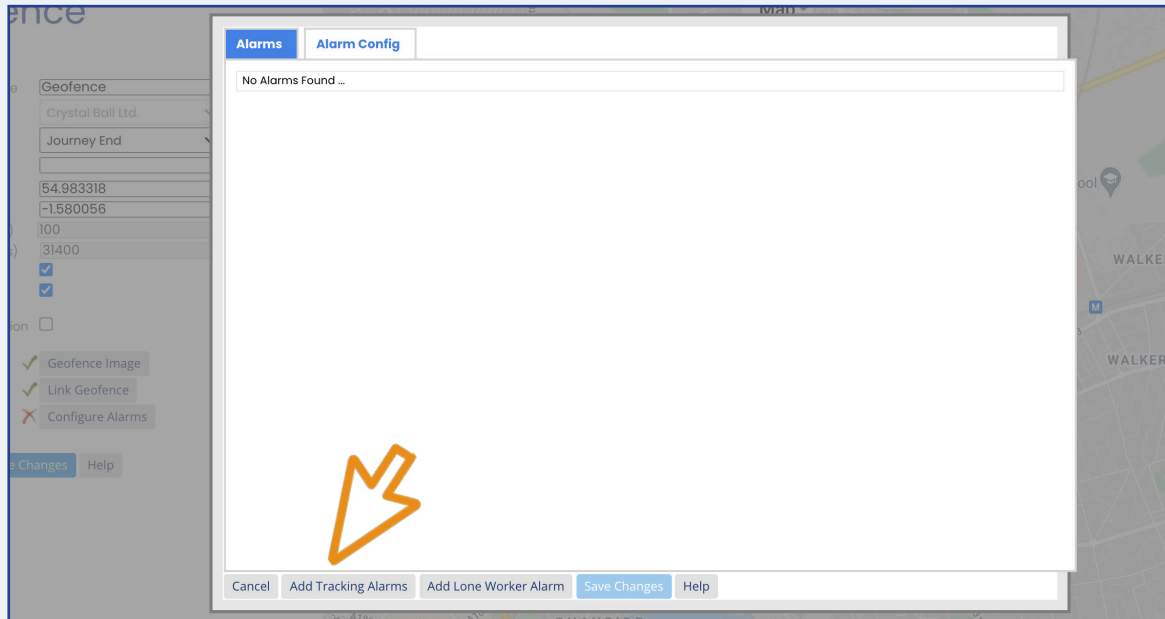 ence
Map
Alarms
Alarm Config
No Alarms Found ...
Geofence
Crystal Ball Ltd.
Journey End
54.983318
-1.580056
100
31400
Geofence Image
Link Geofence
Configure Alarms
Changes Help
Cancel Add Tracking Alarms Add Lone Worker Alarm Save Changes Help
ool
WALKE
M
WALKER